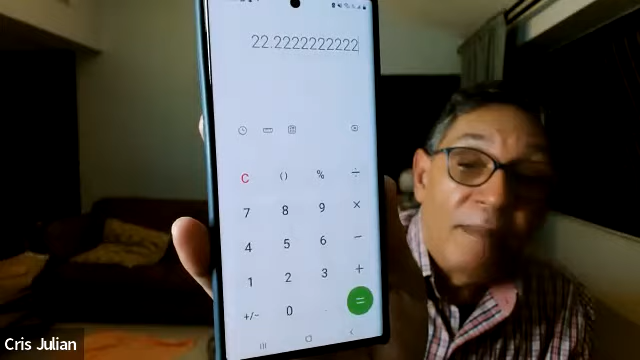 22.2222222222
C () % ÷
7 8 9 ×
4 5 6 −
1 2 3 +
+/− 0 . =
Cris Julian